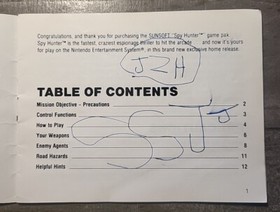 Congratulations, and thank you for purchasing the SUNSOFT "Spy Hunter"™ game pak.
Spy Hunter™ is the fastest, craziest espionage thriller to hit the arcade and now it's yours
for play on the Nintendo Entertainment System®, in this brand new exclusive home release.
JZH
TABLE OF CONTENTS
Mission Objective - Precautions 2
Control Functions 3
How to Play 4
Your Weapons 6
Enemy Agents 8
Road Hazards 11
Helpful Hints 12
1